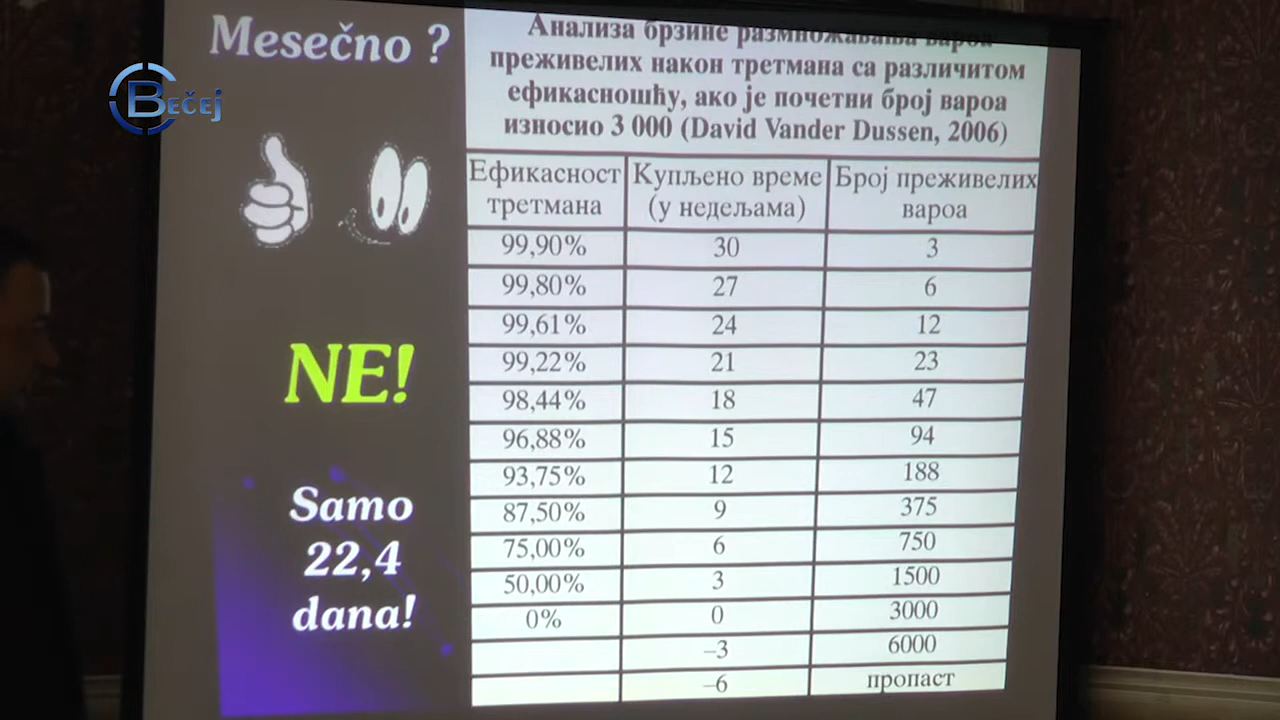 Mesečno ?
Bečej
NE!
Samo
22,4
dana!
Анализа брзине размножавања вароа
преживелих након третмана са различитом
ефикасношћу, ако је почетни број вароа
износио 3 000 (David Vander Dussen, 2006)
Ефикасност третмана Купљено време (у недељама) Број преживелих вароа
99,90% 30 3
99,80% 27 6
99,61% 24 12
99,22% 21 23
98,44% 18 47
96,88% 15 94
93,75% 12 188
87,50% 9 375
75,00% 6 750
50,00% 3 1500
0% 0 3000
–3 6000
–6 пропаст